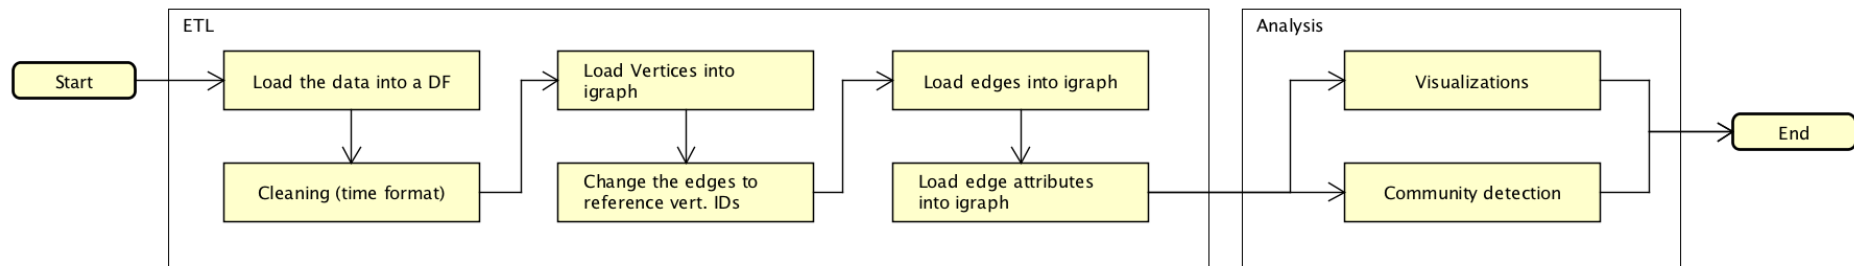 ETL
Analysis
Start
Load the data into a DF
Load Vertices into
igraph
Load edges into igraph
Visualizations
End
Cleaning (time format)
Change the edges to
reference vert. IDs
Load edge attributes
into igraph
Community detection